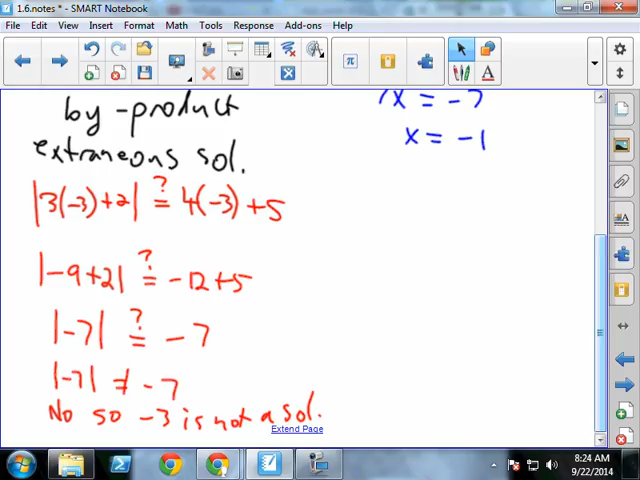 1.6.notes * - SMART Notebook
File Edit View Insert Format Math Tools Response Add-ons Help
by-product
extraneous sol.
7x = -7
x = -1
|3(-3)+2| ?= 4(-3)+5
|-9+2| ?= -12+5
|-7| ?= -7
|-7| ≠ -7
No so -3 is not a sol.
Extend Page
8:24 AM
9/22/2014